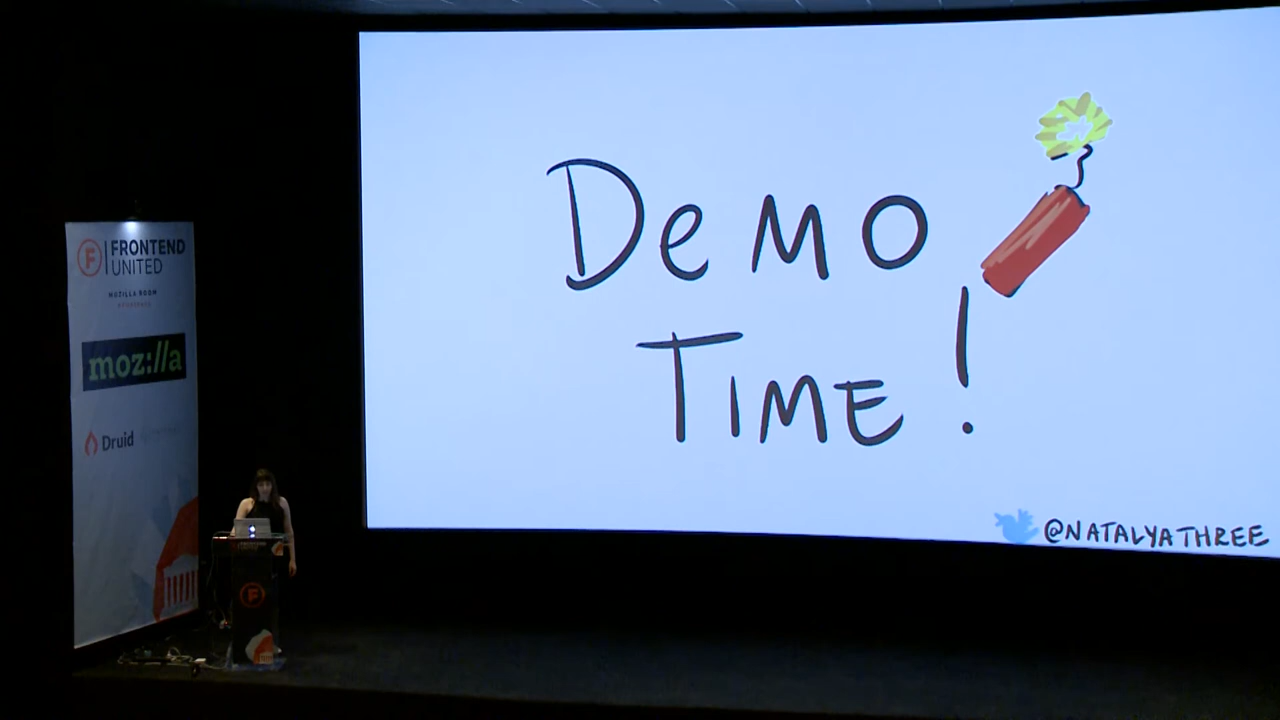 DeMO
TIME!
@NATALYATHREE
F
FRONTEND
UNITED
MOZILLA ROOM
moz://a
Druid
F